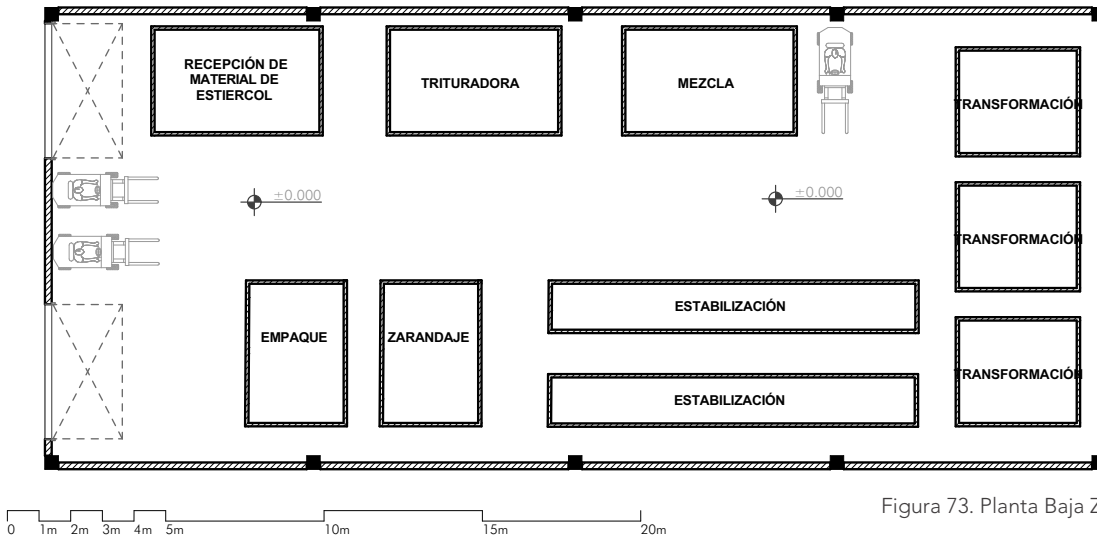 RECEPCIÓN DE
MATERIAL DE
ESTIERCOL
TRITURADORA
MEZCLA
TRANSFORMACIÓN
±0.000
±0.000
TRANSFORMACIÓN
EMPAQUE
ZARANDAJE
ESTABILIZACIÓN
ESTABILIZACIÓN
TRANSFORMACIÓN
Figura 73. Planta Baja Z
0 1m 2m 3m 4m 5m 10m 15m 20m